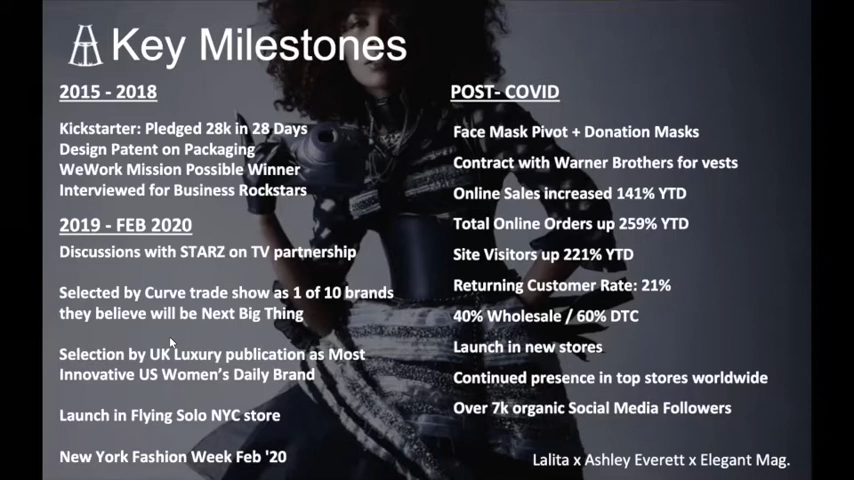 Key Milestones
2015 - 2018
Kickstarter: Pledged 28k in 28 Days
Design Patent on Packaging
WeWork Mission Possible Winner
Interviewed for Business Rockstars
2019 - FEB 2020
Discussions with STARZ on TV partnership
Selected by Curve trade show as 1 of 10 brands
they believe will be Next Big Thing
Selection by UK Luxury publication as Most
Innovative US Women's Daily Brand
Launch in Flying Solo NYC store
New York Fashion Week Feb '20
POST- COVID
Face Mask Pivot + Donation Masks
Contract with Warner Brothers for vests
Online Sales increased 141% YTD
Total Online Orders up 259% YTD
Site Visitors up 221% YTD
Returning Customer Rate: 21%
40% Wholesale / 60% DTC
Launch in new stores
Continued presence in top stores worldwide
Over 7k organic Social Media Followers
Lalita x Ashley Everett x Elegant Mag.